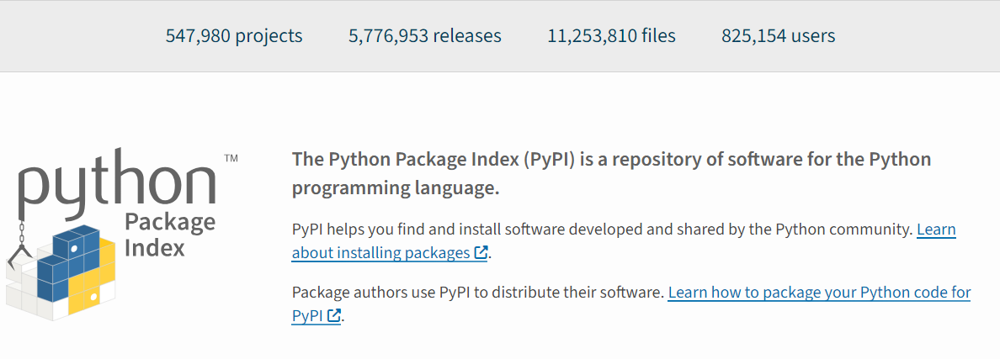 547,980 projects 5,776,953 releases 11,253,810 files 825,154 users
python TM
Package
Index
The Python Package Index (PyPI) is a repository of software for the Python
programming language.
PyPI helps you find and install software developed and shared by the Python community. Learn
about installing packages.
Package authors use PyPI to distribute their software. Learn how to package your Python code for
PyPI.